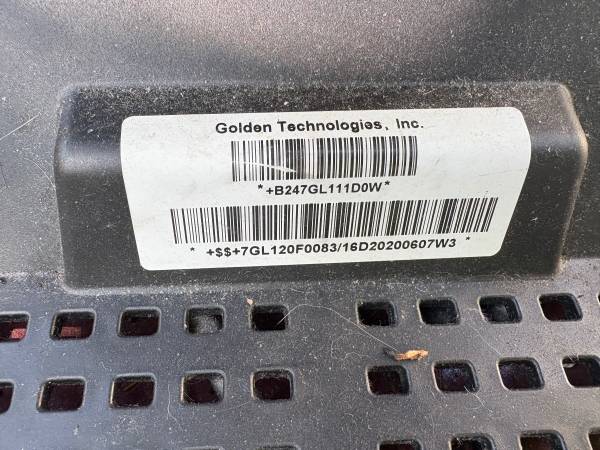 Golden Technologies, Inc.
*+B247GL111D0W*
* +$$+7GL120F0083/16D20200607W3 *